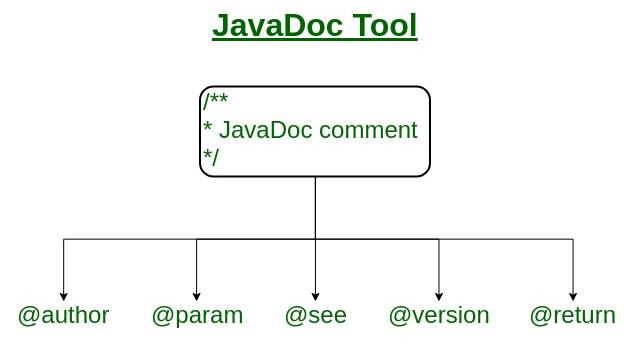 JavaDoc Tool
/**
* JavaDoc comment
*/
@author @param @see @version @return